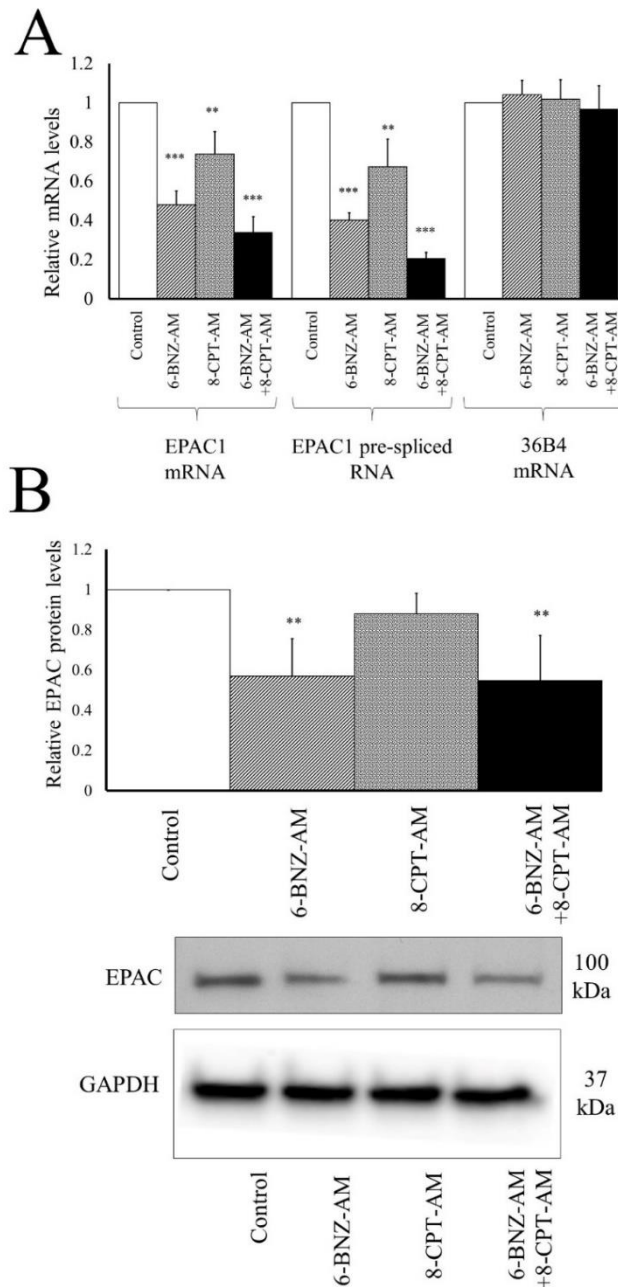 A
Relative mRNA levels
1.2
1
0.8
0.6
0.4
0.2
0
***
**
***
***
**
***
Control
6-BNZ-AM
8-CPT-AM
6-BNZ-AM
+8-CPT-AM
Control
6-BNZ-AM
8-CPT-AM
6-BNZ-AM
+8-CPT-AM
Control
6-BNZ-AM
8-CPT-AM
6-BNZ-AM
+8-CPT-AM
EPAC1
mRNA
EPAC1 pre-spliced
RNA
36B4
mRNA
B
Relative EPAC protein levels
1.2
1
0.8
0.6
0.4
0.2
0
**
**
Control
6-BNZ-AM
8-CPT-AM
6-BNZ-AM
+8-CPT-AM
EPAC
100
kDa
GAPDH
37
kDa
Control
6-BNZ-AM
8-CPT-AM
6-BNZ-AM
+8-CPT-AM